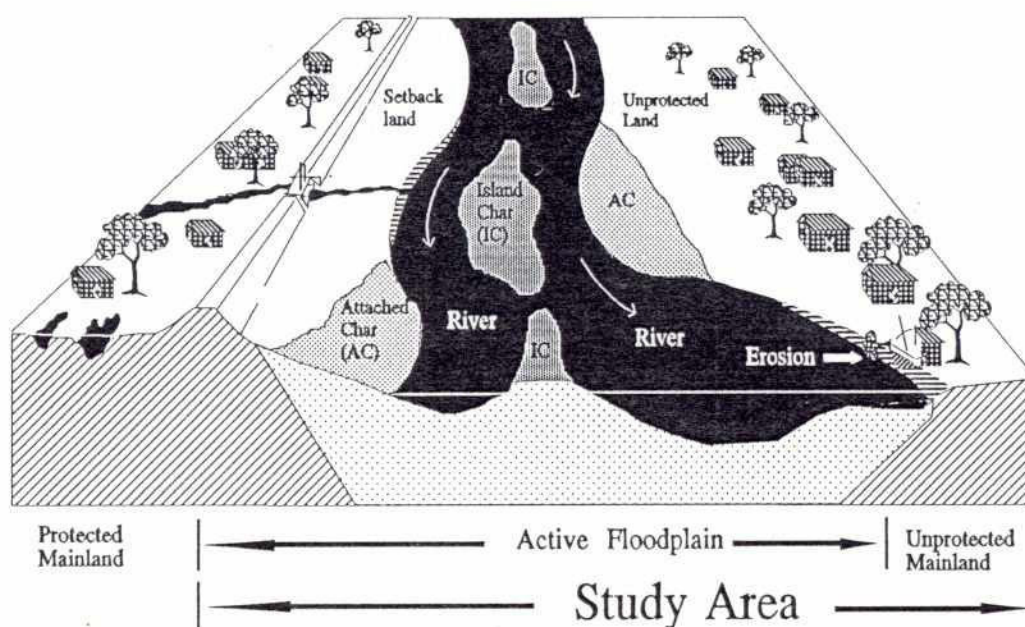 IC
Setback
land
Unprotected
Land
Island
Char
(IC)
AC
Attached
Char
(AC)
River
River
IC
Erosion
Protected
Mainland
Active Floodplain
Unprotected
Mainland
Study Area